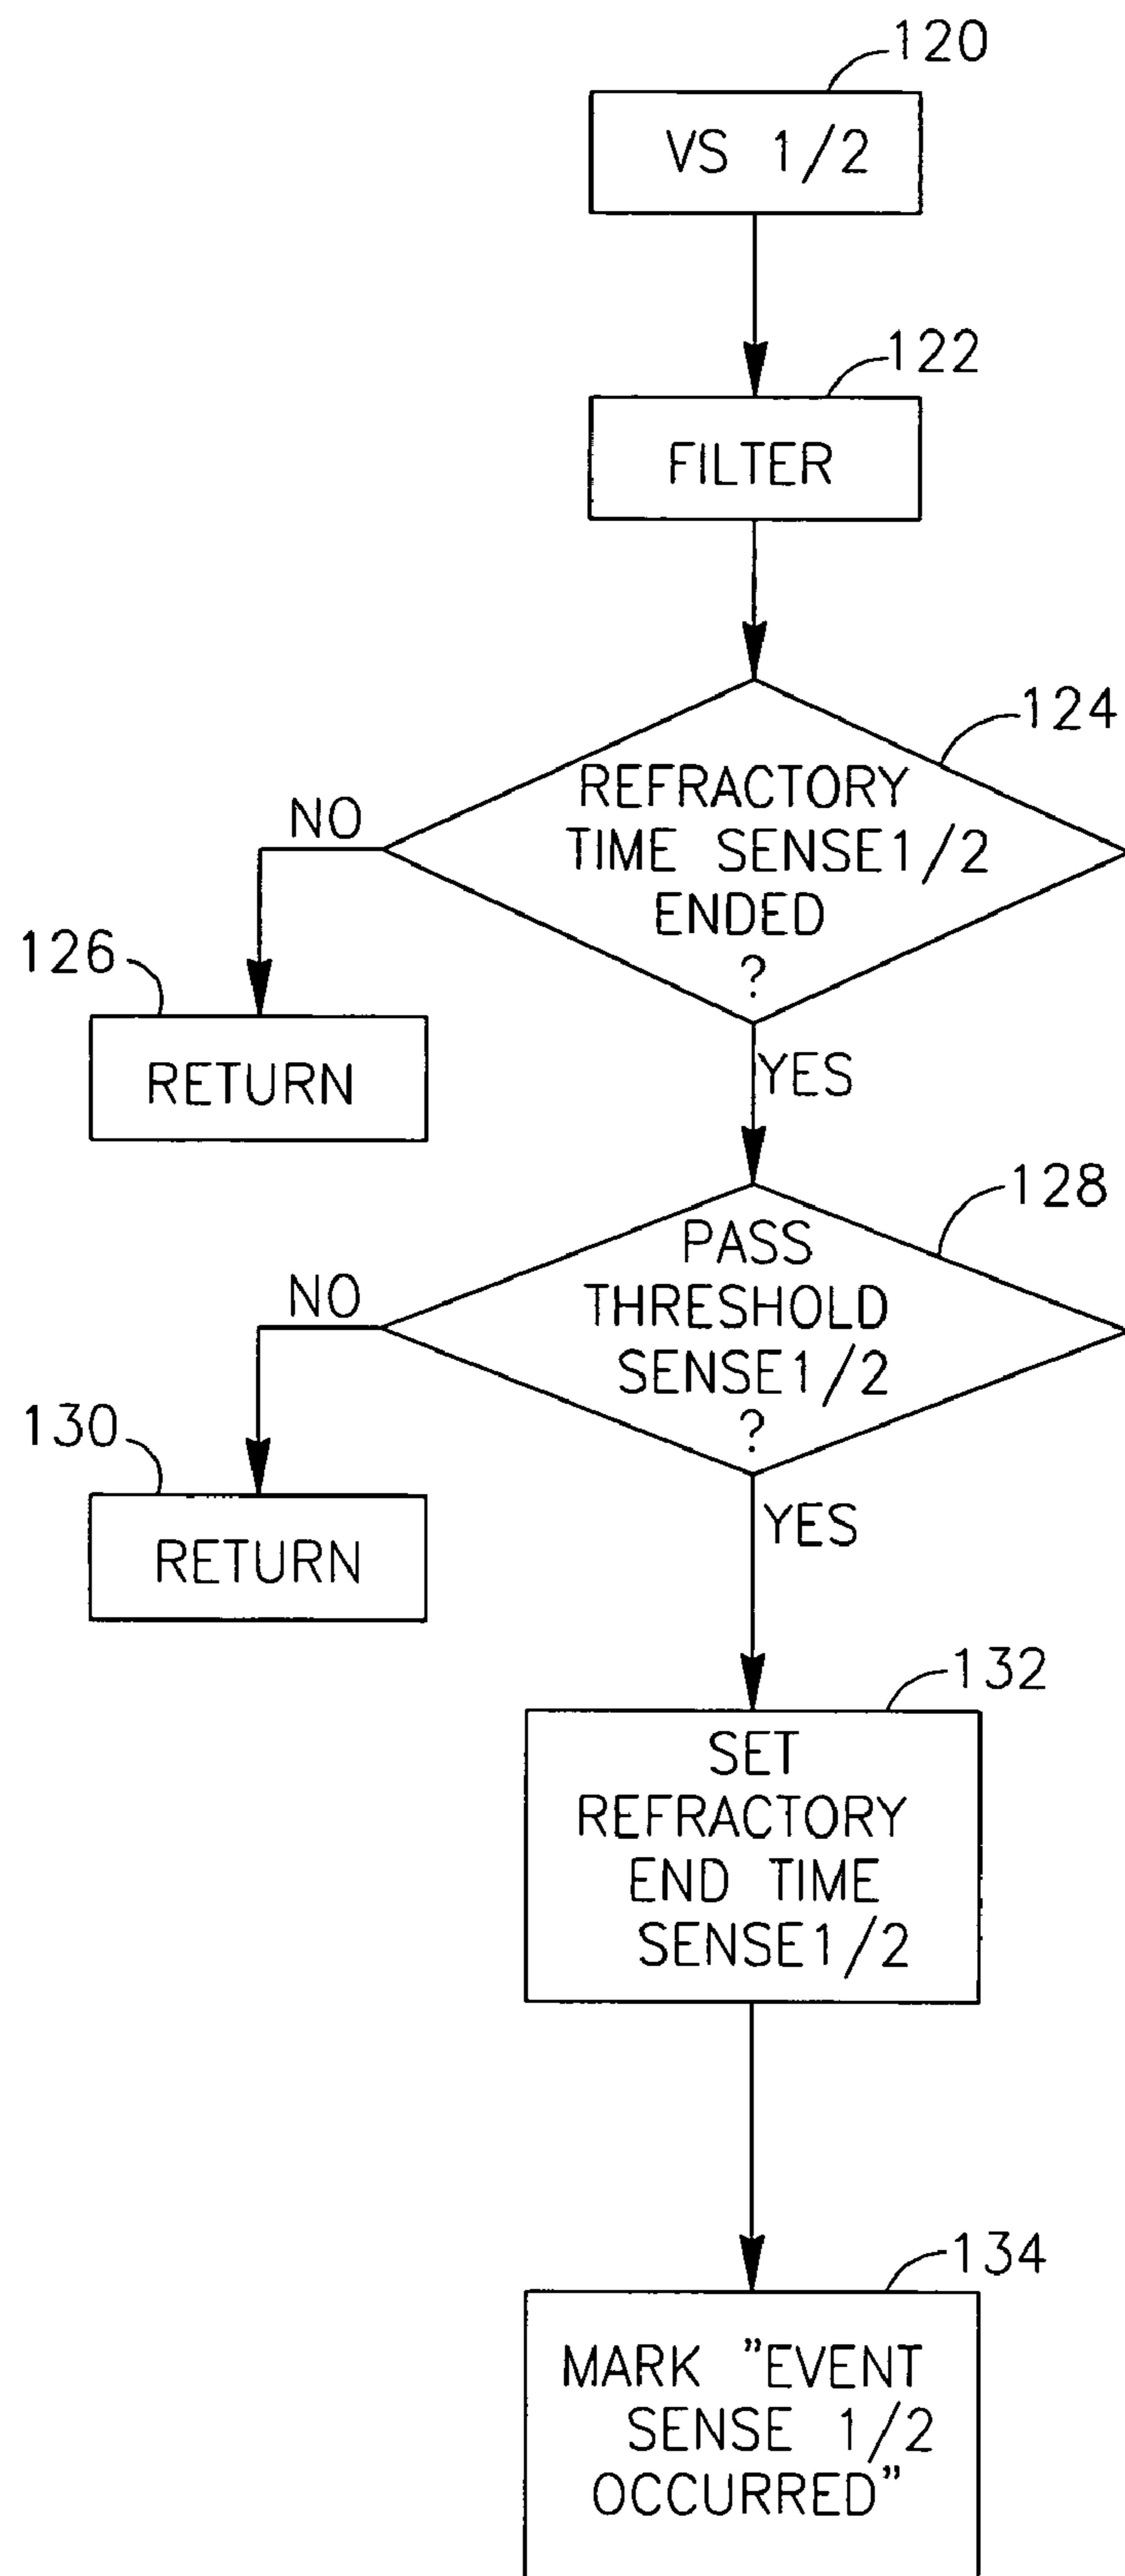 120
VS 1/2
122
FILTER
124
REFRACTORY
TIME SENSE1/2
ENDED
?
NO
126
RETURN
YES
128
PASS
THRESHOLD
SENSE1/2
?
NO
130
RETURN
YES
132
SET
REFRACTORY
END TIME
SENSE1/2
134
MARK "EVENT
SENSE 1/2
OCCURRED"